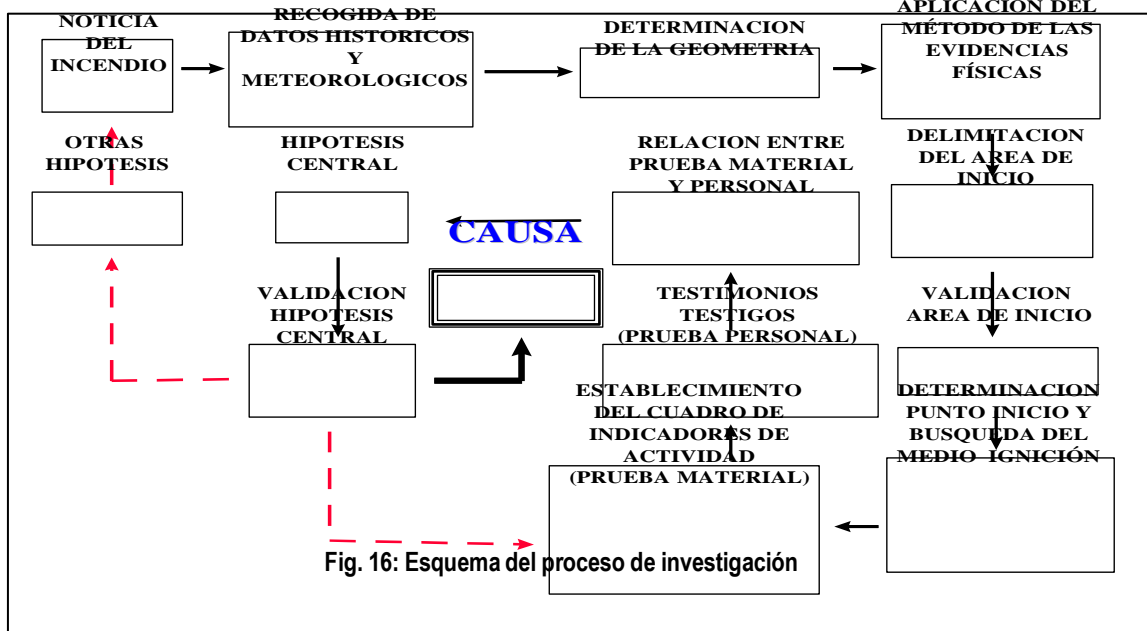 NOTICIA
DEL
INCENDIO
RECOGIDA DE
DATOS HISTORICOS
Y
METEOROLOGICOS
DETERMINACION
DE LA GEOMETRIA
APLICACIÓN DEL
MÉTODO DE LAS
EVIDENCIAS
FÍSICAS
OTRAS
HIPOTESIS
HIPOTESIS
CENTRAL
RELACION ENTRE
PRUEBA MATERIAL
Y PERSONAL
DELIMITACION
DEL AREA DE
INICIO
CAUSA
VALIDACION
HIPOTESIS
CENTRAL
TESTIMONIOS
TESTIGOS
(PRUEBA PERSONAL)
VALIDACION
AREA DE INICIO
ESTABLECIMIENTO
DEL CUADRO DE
INDICADORES DE
ACTIVIDAD
(PRUEBA MATERIAL)
DETERMINACION
PUNTO INICIO Y
BUSQUEDA DEL
MEDIO IGNICIÓN
Fig. 16: Esquema del proceso de investigación